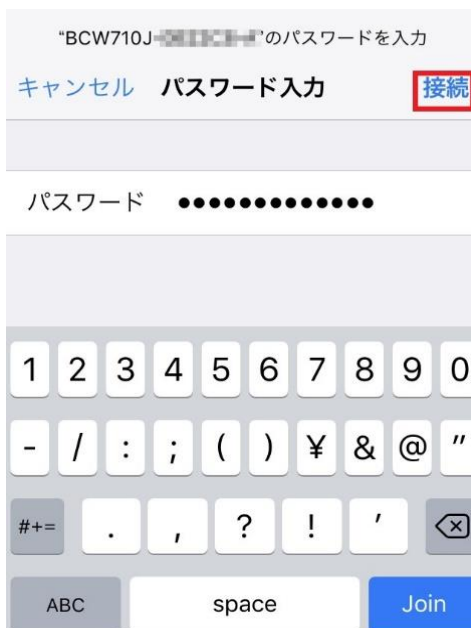 “BCW710J- ’のパスワードを入力
キャンセル パスワード入力 接続
パスワード ●●●●●●●●●●●●●
1 2 3 4 5 6 7 8 9 0
- / : ; ( ) ¥ & @ "
#+= . , ? ! ’
ABC space Join